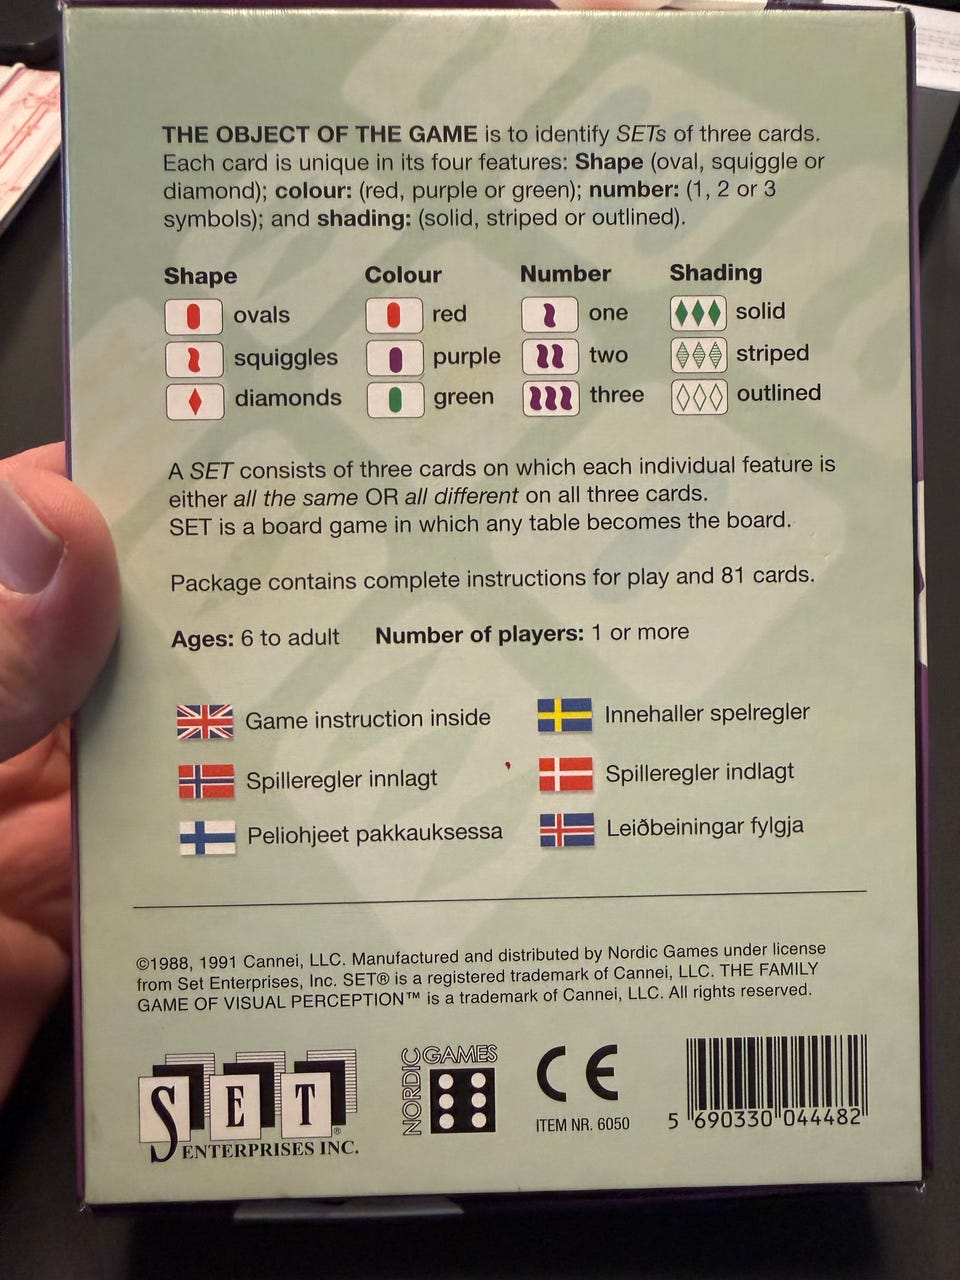 THE OBJECT OF THE GAME is to identify SETs of three cards.
Each card is unique in its four features: Shape (oval, squiggle or
diamond); colour: (red, purple or green); number: (1, 2 or 3
symbols); and shading: (solid, striped or outlined).
Shape Colour Number Shading
ovals red one solid
squiggles purple two striped
diamonds green three outlined
A SET consists of three cards on which each individual feature is
either all the same OR all different on all three cards.
SET is a board game in which any table becomes the board.
Package contains complete instructions for play and 81 cards.
Ages: 6 to adult Number of players: 1 or more
Game instruction inside Innehaller spelregler
Spilleregler innlagt Spilleregler indlagt
Peliohjeet pakkauksessa Leiðbeiningar fylgja
©1988, 1991 Cannei, LLC. Manufactured and distributed by Nordic Games under license
from Set Enterprises, Inc. SET® is a registered trademark of Cannei, LLC. THE FAMILY
GAME OF VISUAL PERCEPTION™ is a trademark of Cannei, LLC. All rights reserved.
SET®
ENTERPRISES INC.
NORDIC GAMES
CE
ITEM NR. 6050
5 690330 044482